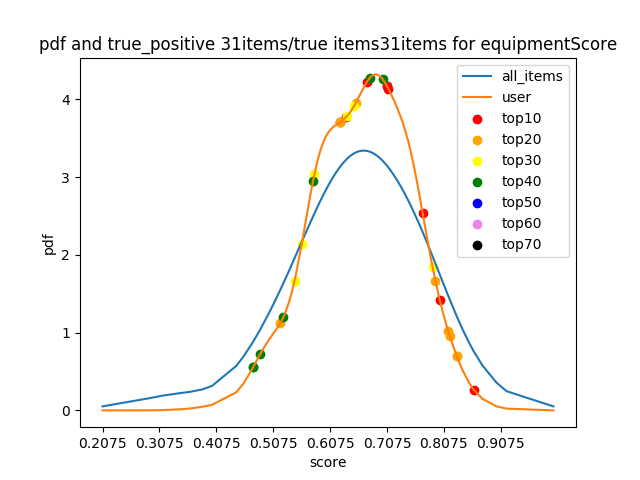 pdf and true_positive 31items/true items31items for equipmentScore
all_items
user
top10
top20
top30
top40
top50
top60
top70
4
3
2
1
0
pdf
0.2075 0.3075 0.4075 0.5075 0.6075 0.7075 0.8075 0.9075
score